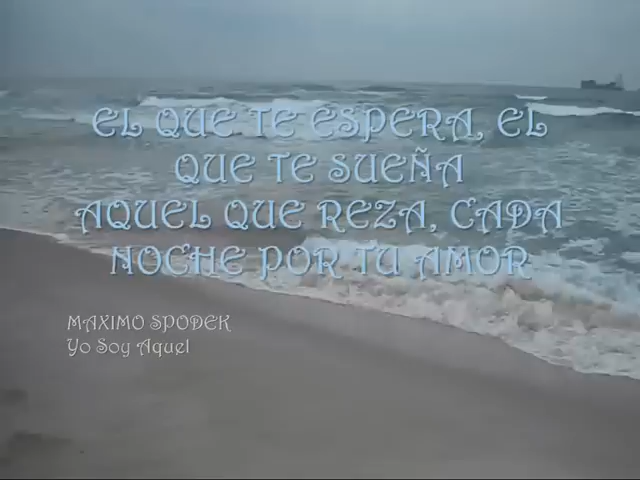 EL QUE TE ESPERA, EL
QUE TE SUEÑA
AQUEL QUE REZA, CADA
NOCHE POR TU AMOR
MAXIMO SPODEK
Yo Soy Aquel